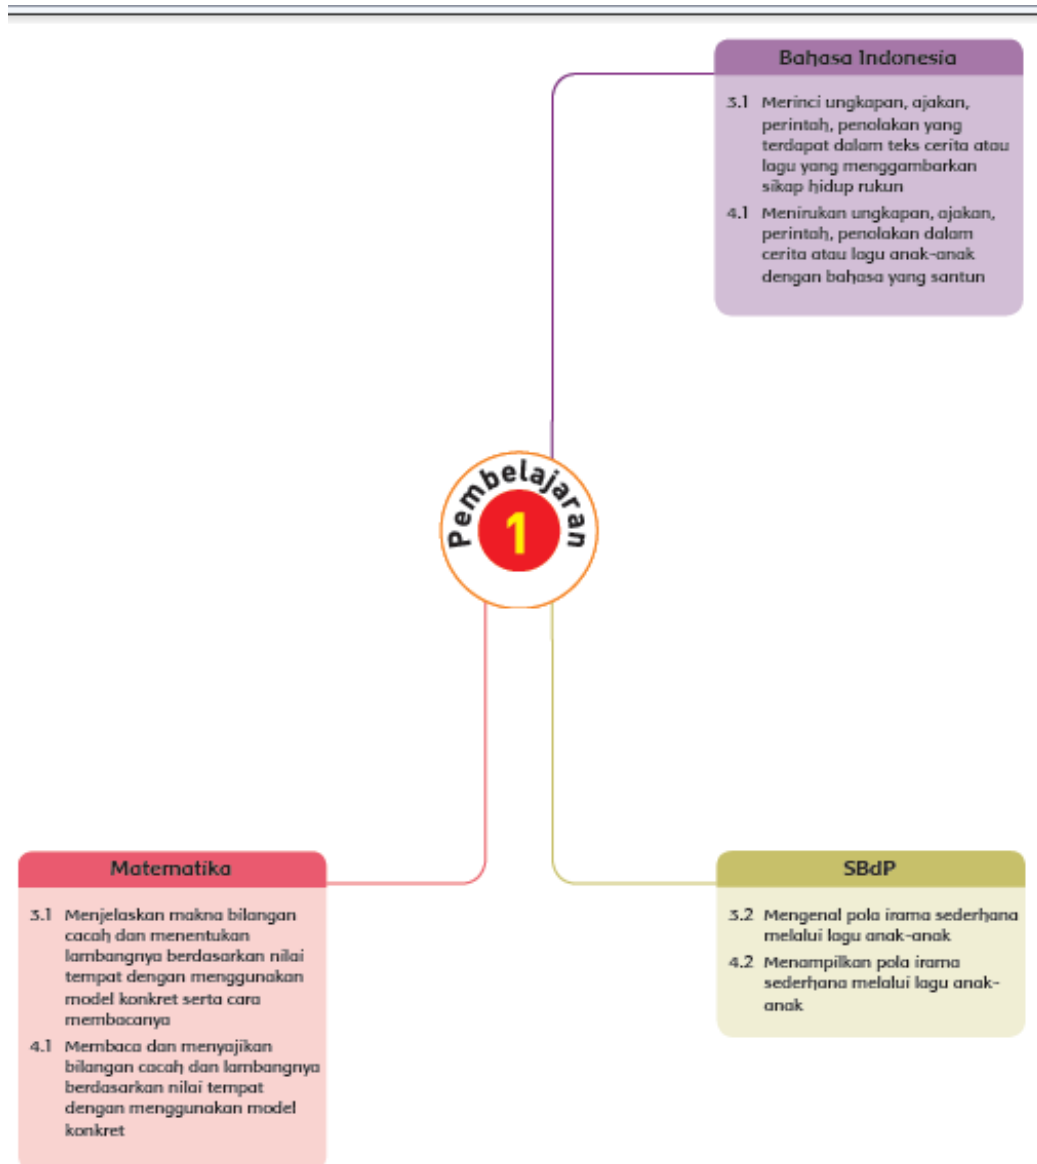 Bahasa Indonesia
3.1 Merinci ungkapan, ajakan,
perintah, penolakan yang
terdapat dalam teks cerita atau
lagu yang menggambarkan
sikap hidup rukun
4.1 Menirukan ungkapan, ajakan,
perintah, penolakan dalam
cerita atau lagu anak-anak
dengan bahasa yang santun
Pembelajaran
1
Matematika
3.1 Menjelaskan makna bilangan
cacah dan menentukan
lambangnya berdasarkan nilai
tempat dengan menggunakan
model konkret serta cara
membacanya
4.1 Membaca dan menyajikan
bilangan cacah dan lambangnya
berdasarkan nilai tempat
dengan menggunakan model
konkret
SBdP
3.2 Mengenal pola irama sederhana
melalui lagu anak-anak
4.2 Menampilkan pola irama
sederhana melalui lagu anak-
anak